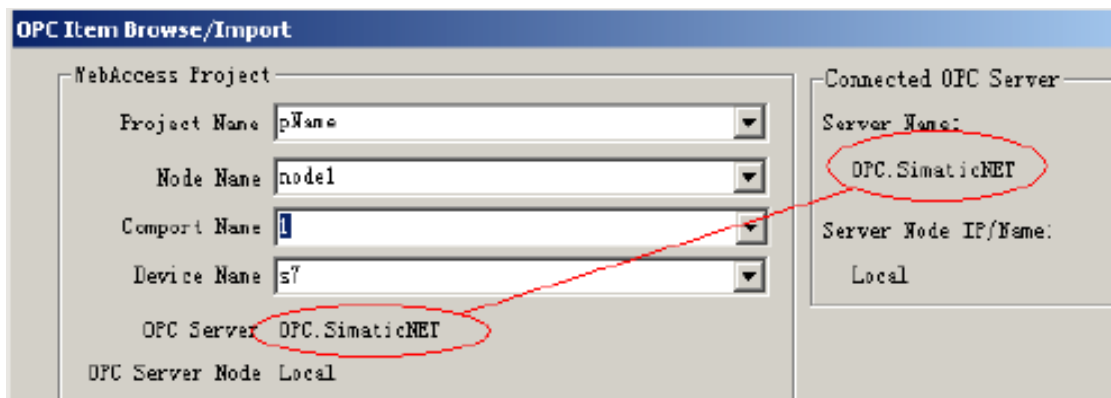 OPC Item Browse/Import
WebAccess Project
Project Name pName
Node Name node1
Comport Name 1
Device Name s7
OPC Server OPC.SimaticNET
OPC Server Node Local
Connected OPC Server
Server Name:
OPC.SimaticNET
Server Node IP/Name:
Local